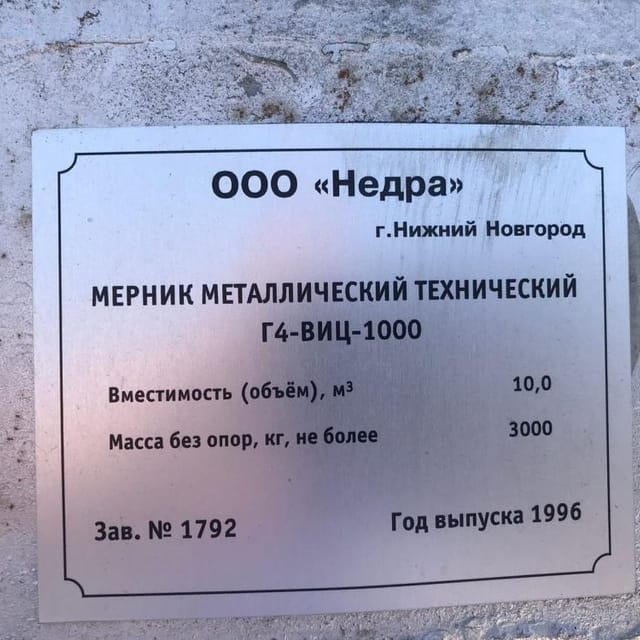 ООО «Недра»
г.Нижний Новгород
МЕРНИК МЕТАЛЛИЧЕСКИЙ ТЕХНИЧЕСКИЙ
Г4-ВИЦ-1000
Вместимость (объём), м³ 10,0
Масса без опор, кг, не более 3000
Зав. № 1792 Год выпуска 1996